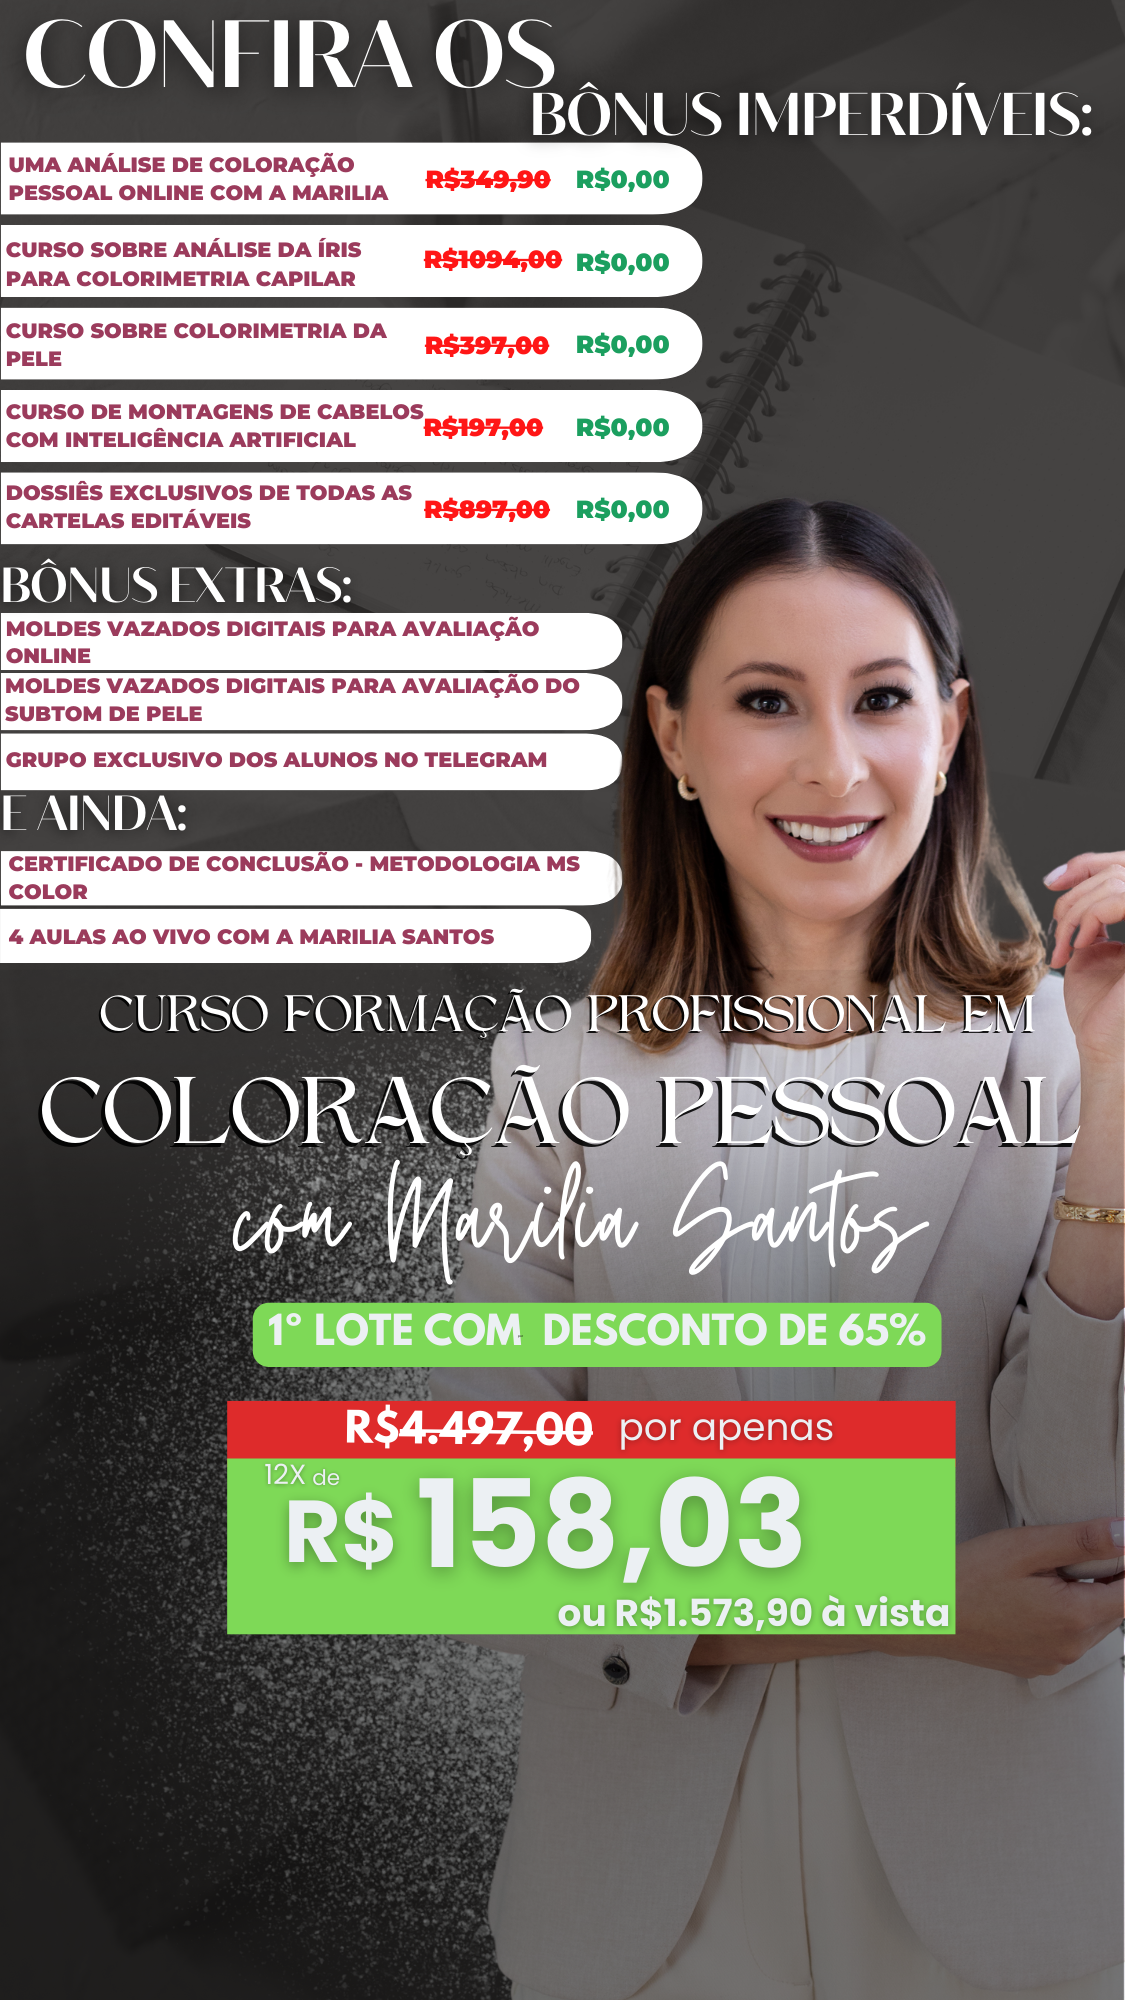 CONFIRA OS
BÔNUS IMPERDÍVEIS:
UMA ANÁLISE DE COLORAÇÃO
PESSOAL ONLINE COM A MARILIA
R$349,90 R$0,00
CURSO SOBRE ANÁLISE DA ÍRIS
PARA COLORIMETRIA CAPILAR
R$1094,00 R$0,00
CURSO SOBRE COLORIMETRIA DA
PELE
R$397,00 R$0,00
CURSO DE MONTAGENS DE CABELOS
COM INTELIGÊNCIA ARTIFICIAL
R$197,00 R$0,00
DOSSIÊS EXCLUSIVOS DE TODAS AS
CARTELAS EDITÁVEIS
R$897,00 R$0,00
BÔNUS EXTRAS:
MOLDES VAZADOS DIGITAIS PARA AVALIAÇÃO
ONLINE
MOLDES VAZADOS DIGITAIS PARA AVALIAÇÃO DO
SUBTOM DE PELE
GRUPO EXCLUSIVO DOS ALUNOS NO TELEGRAM
E AINDA:
CERTIFICADO DE CONCLUSÃO - METODOLOGIA MS
COLOR
4 AULAS AO VIVO COM A MARILIA SANTOS
CURSO FORMAÇÃO PROFISSIONAL EM
COLORAÇÃO PESSOAL
com Marilia Santos
1º LOTE COM DESCONTO DE 65%
R$4.497,00 por apenas
12X de
R$ 158,03
ou R$1.573,90 à vista